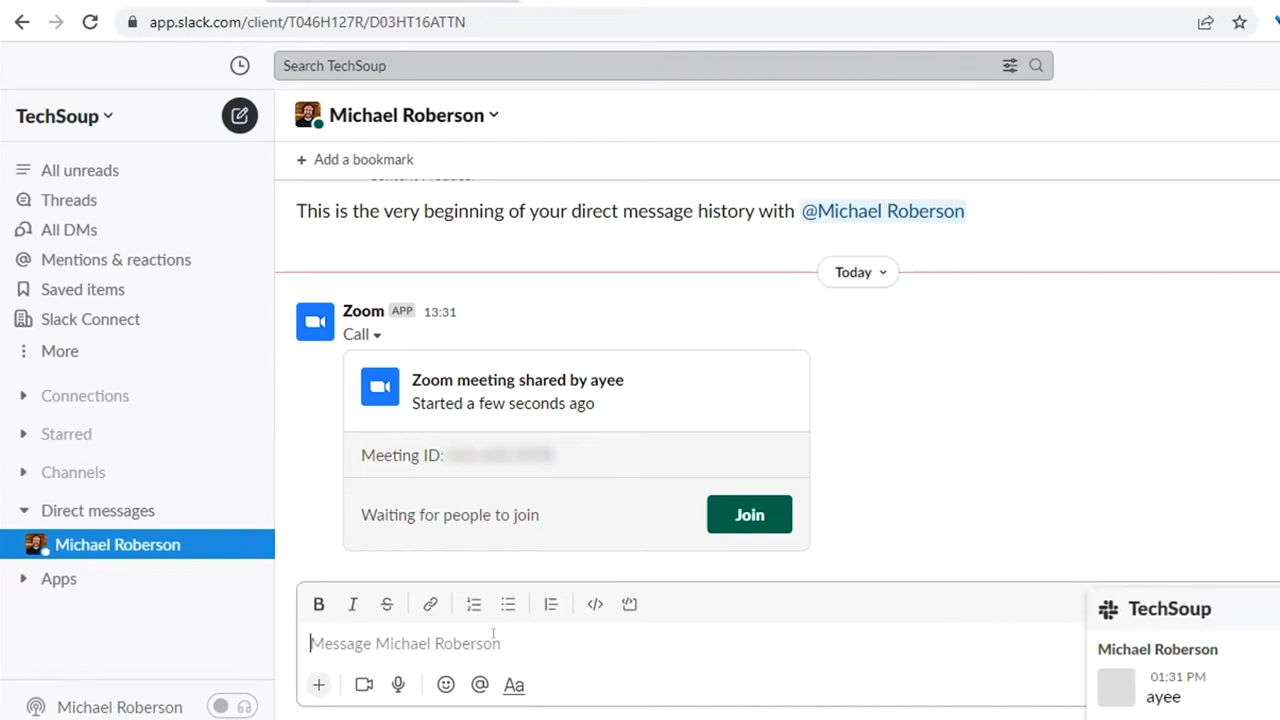 app.slack.com/client/T046H127R/D03HT16ATTN
Search TechSoup
TechSoup
All unreads
Threads
All DMs
Mentions & reactions
Saved items
Slack Connect
More
Connections
Starred
Channels
Direct messages
Michael Roberson
Apps
Michael Roberson
Michael Roberson
+ Add a bookmark
This is the very beginning of your direct message history with @Michael Roberson
Today
Zoom APP 13:31
Call
Zoom meeting shared by ayee
Started a few seconds ago
Meeting ID:
Waiting for people to join
Join
B I S
Message Michael Roberson
+ @ Aa
TechSoup
Michael Roberson
01:31 PM
ayee